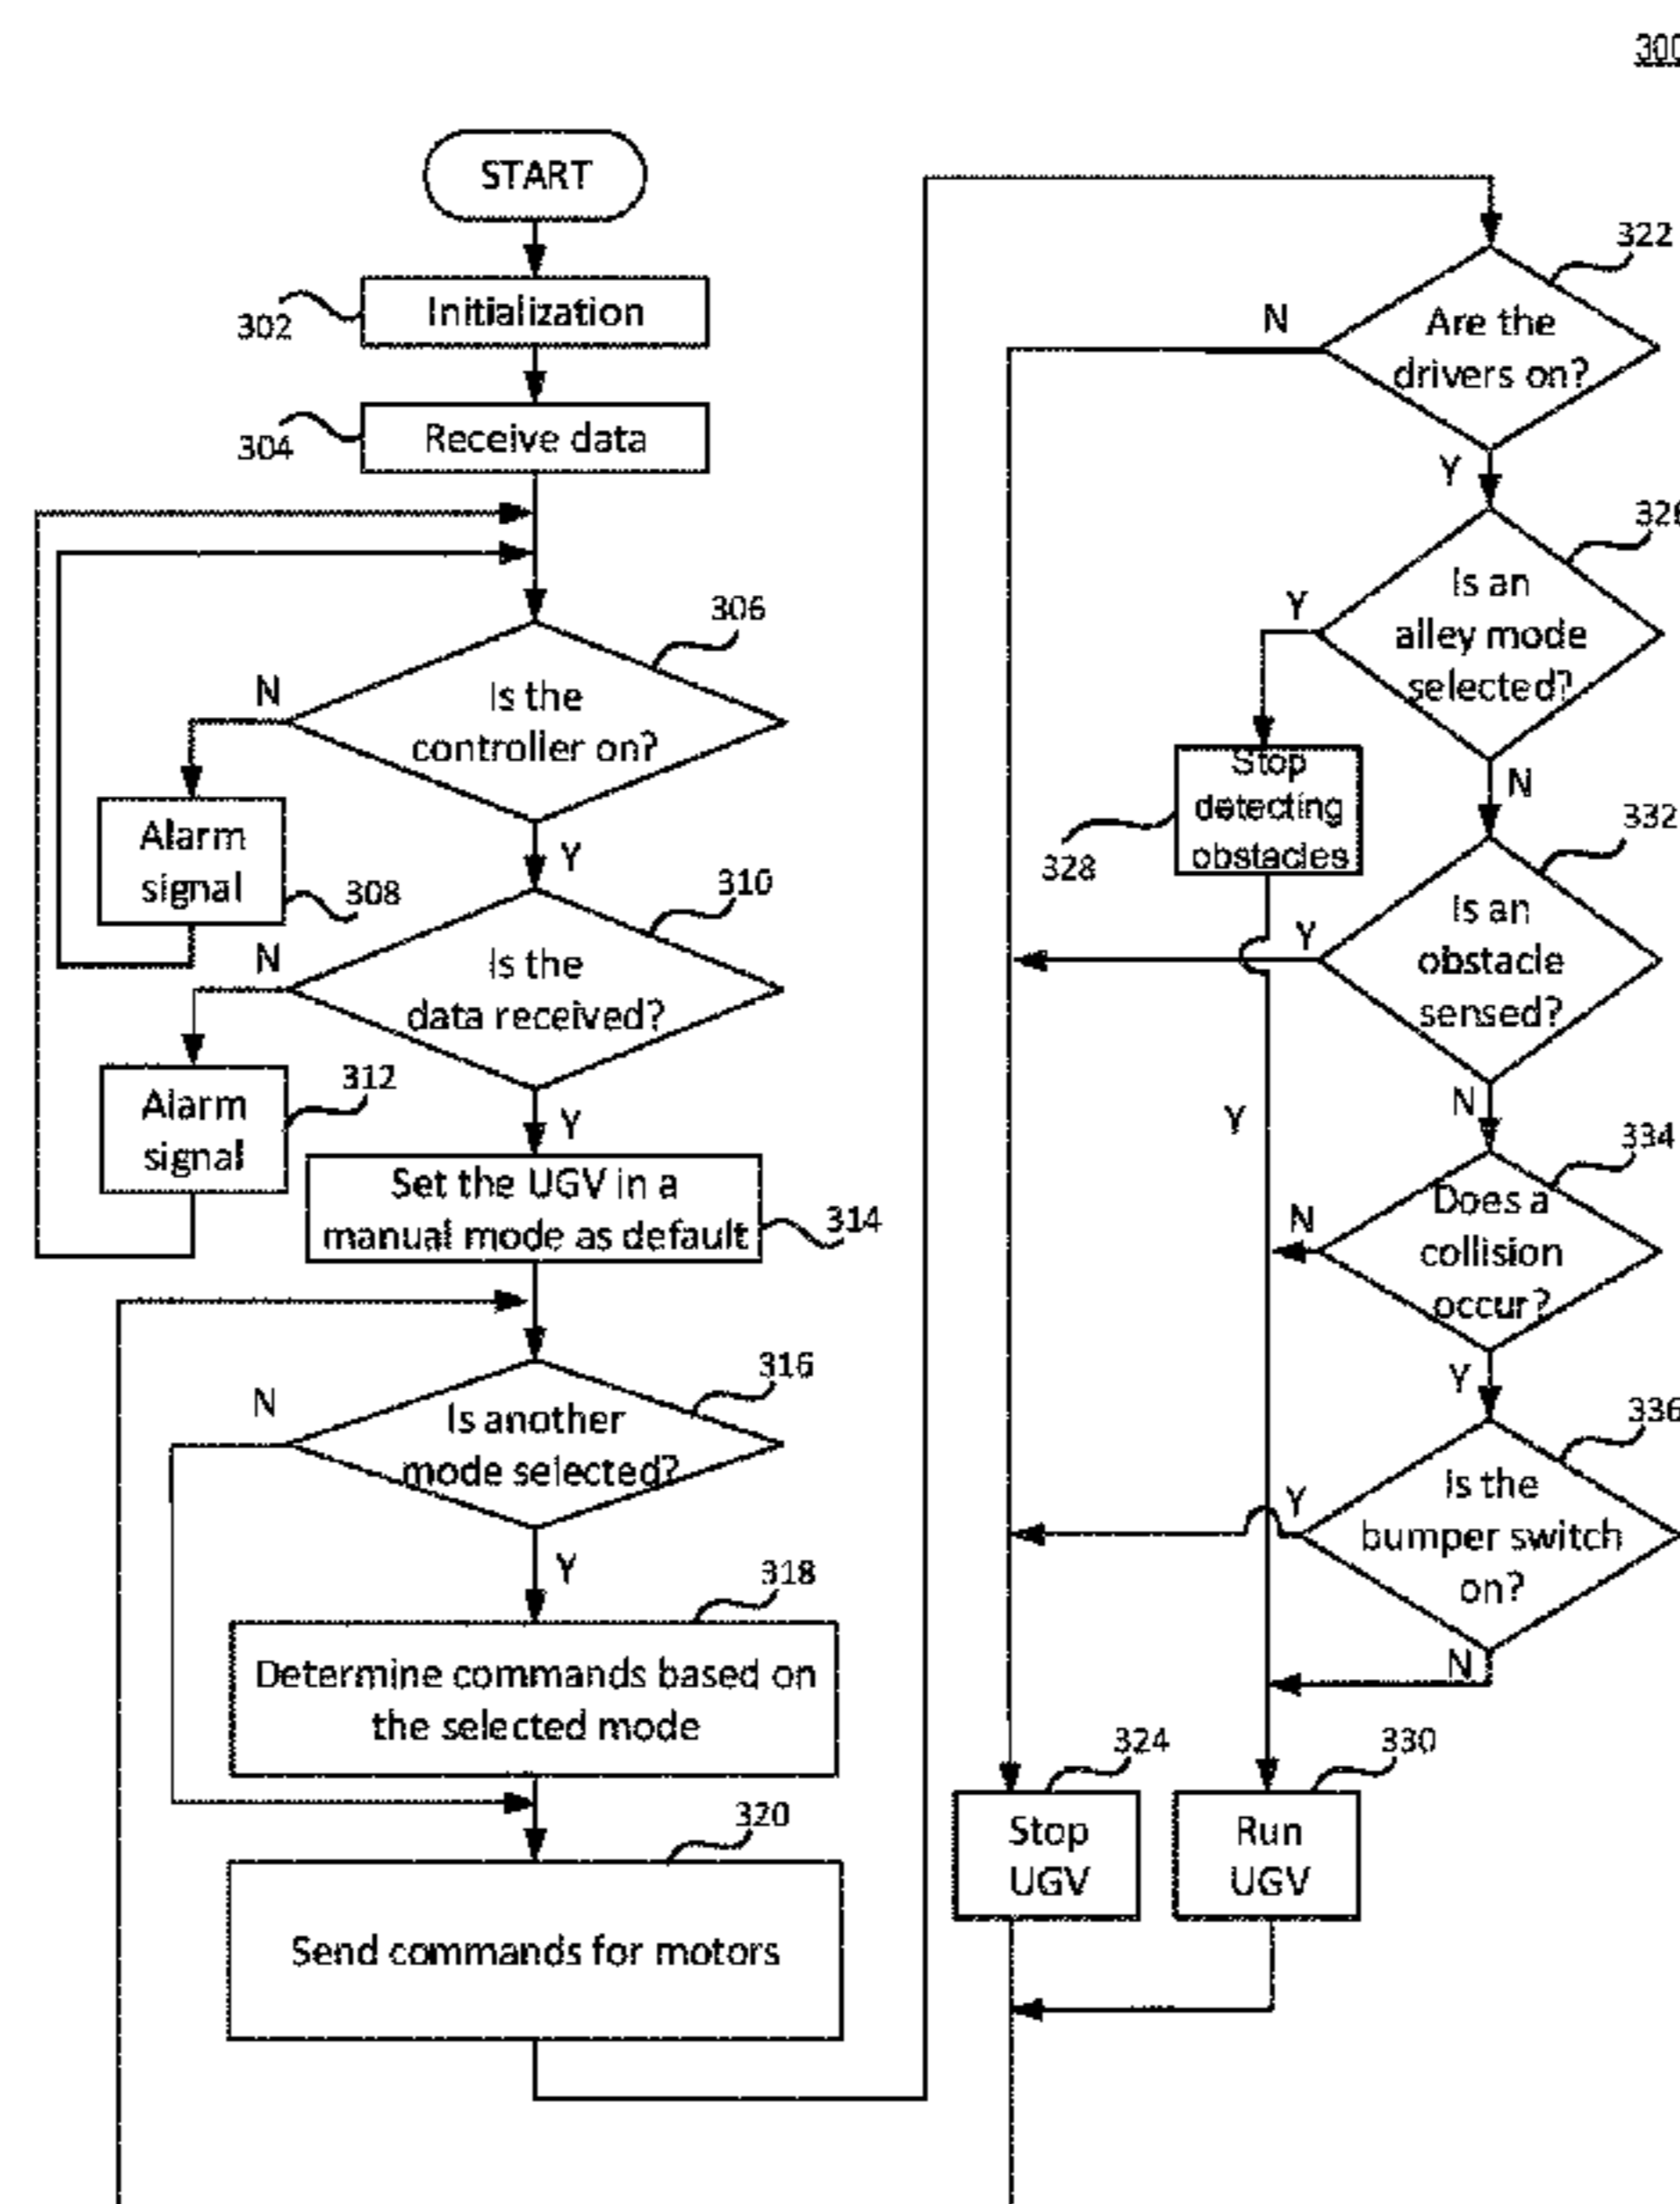 300
START
302
Initialization
304
Receive data
306
N
Is the
controller on?
Alarm
signal
308
Y
310
N
Is the
data received?
Alarm
signal
312
Y
Set the UGV in a
manual mode as default
314
316
N
Is another
mode selected?
Y
318
Determine commands based on
the selected mode
320
Send commands for motors
322
N
Are the
drivers on?
Y
Y
Is an
alley mode
selected?
Stop
detecting
obstacles
328
N
332
Y
Is an
obstacle
sensed?
Y
N
334
N
Does a
collision
occur?
Y
336
Y
Is the
bumper switch
on?
N
324
Stop
UGV
330
Run
UGV